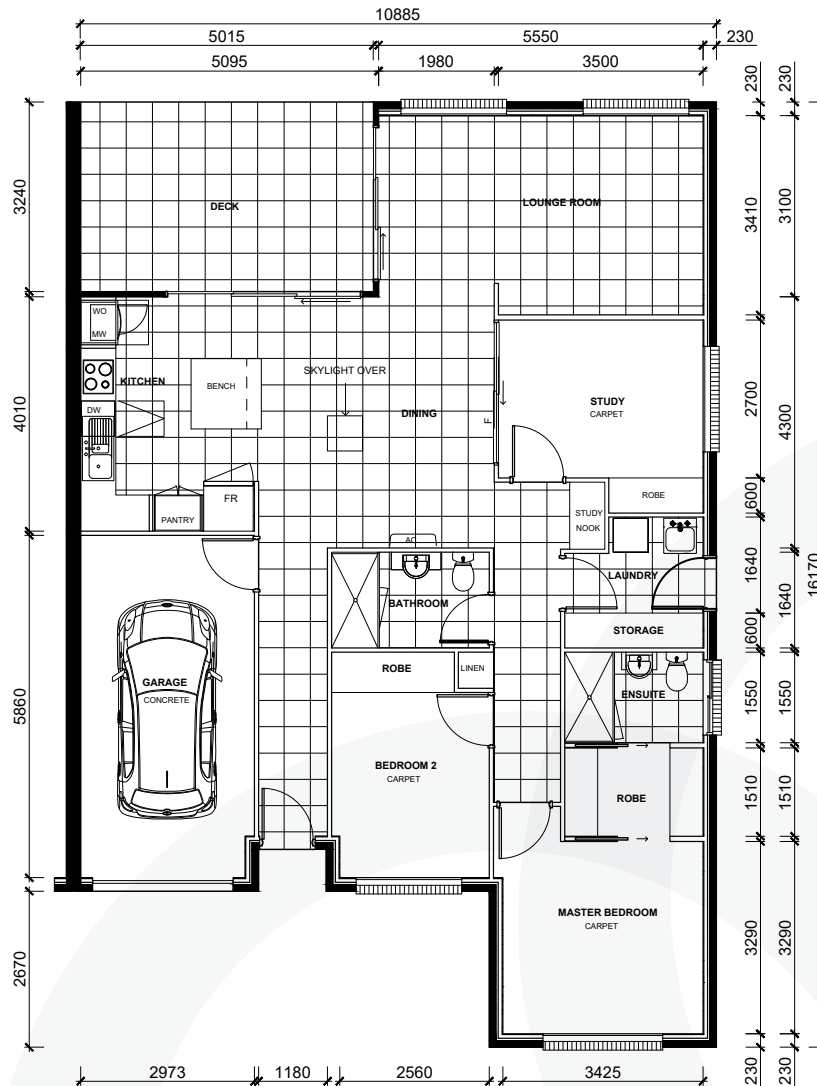 10885
5015
5550
230
5095
1980
3500
230
230
3240
DECK
LOUNGE ROOM
3410
3100
WO
MW
KITCHEN
BENCH
SKYLIGHT OVER
DINING
F
STUDY
CARPET
DW
4010
2700
4300
FR
PANTRY
ROBE
STUDY
NOOK
600
AC
LAUNDRY
BATHROOM
1640
1640
16170
STORAGE
600
ROBE
LINEN
GARAGE
CONCRETE
ENSUITE
1550
1550
5860
BEDROOM 2
CARPET
ROBE
1510
1510
MASTER BEDROOM
CARPET
3290
3290
2670
2973
1180
2560
3425
230
230